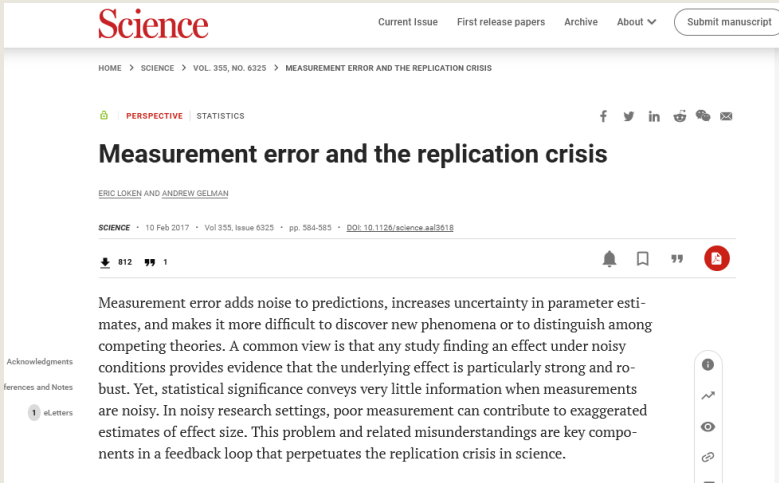 Science
Current Issue First release papers Archive About Submit manuscript
HOME > SCIENCE > VOL. 355, NO. 6325 > MEASUREMENT ERROR AND THE REPLICATION CRISIS
PERSPECTIVE | STATISTICS
Measurement error and the replication crisis
ERIC LOKEN AND ANDREW GELMAN
SCIENCE • 10 Feb 2017 • Vol 355, Issue 6325 • pp. 584-585 • DOI: 10.1126/science.aal3618
812 1
Measurement error adds noise to predictions, increases uncertainty in parameter esti-
mates, and makes it more difficult to discover new phenomena or to distinguish among
competing theories. A common view is that any study finding an effect under noisy
conditions provides evidence that the underlying effect is particularly strong and ro-
bust. Yet, statistical significance conveys very little information when measurements
are noisy. In noisy research settings, poor measurement can contribute to exaggerated
estimates of effect size. This problem and related misunderstandings are key compo-
nents in a feedback loop that perpetuates the replication crisis in science.
Acknowledgments
ferences and Notes
1 eLetters